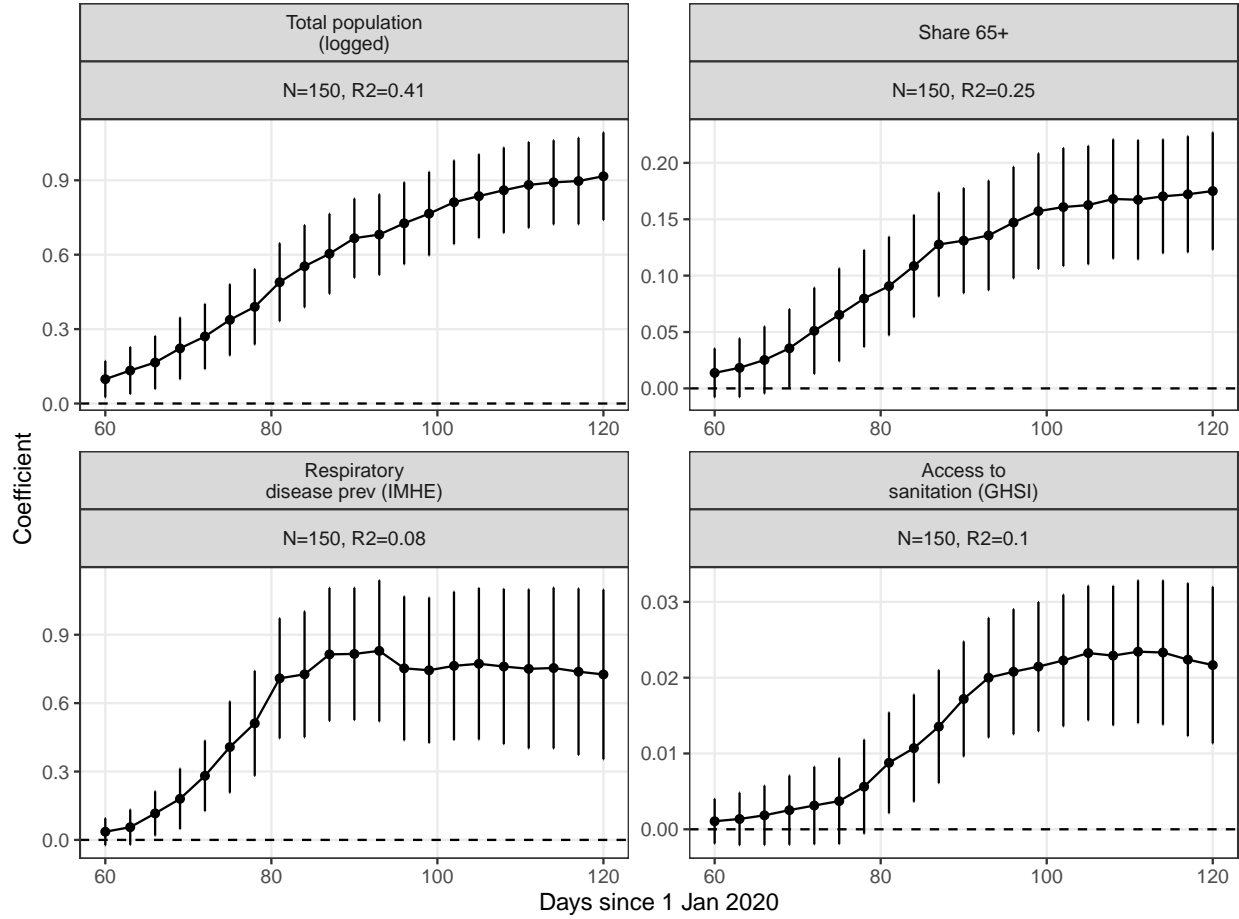 Total population
(logged)
N=150, R2=0.41
0.9
0.6
0.3
0.0
60
80
100
120
Share 65+
N=150, R2=0.25
0.20
0.15
0.10
0.05
0.00
60
80
100
120
Respiratory
disease prev (IMHE)
N=150, R2=0.08
0.9
0.6
0.3
0.0
60
80
100
120
Access to
sanitation (GHSI)
N=150, R2=0.1
0.03
0.02
0.01
0.00
60
80
100
120
Coefficient
Days since 1 Jan 2020